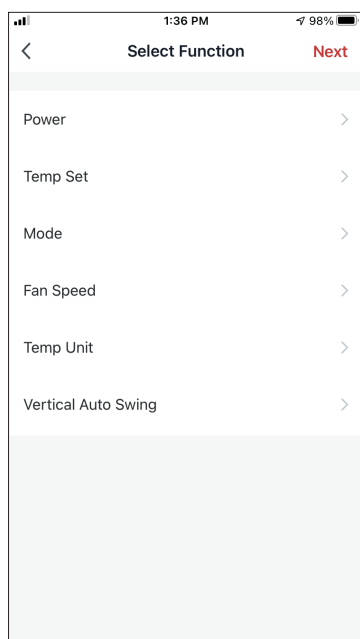 1:36 PM 98%
Select Function Next
Power
Temp Set
Mode
Fan Speed
Temp Unit
Vertical Auto Swing